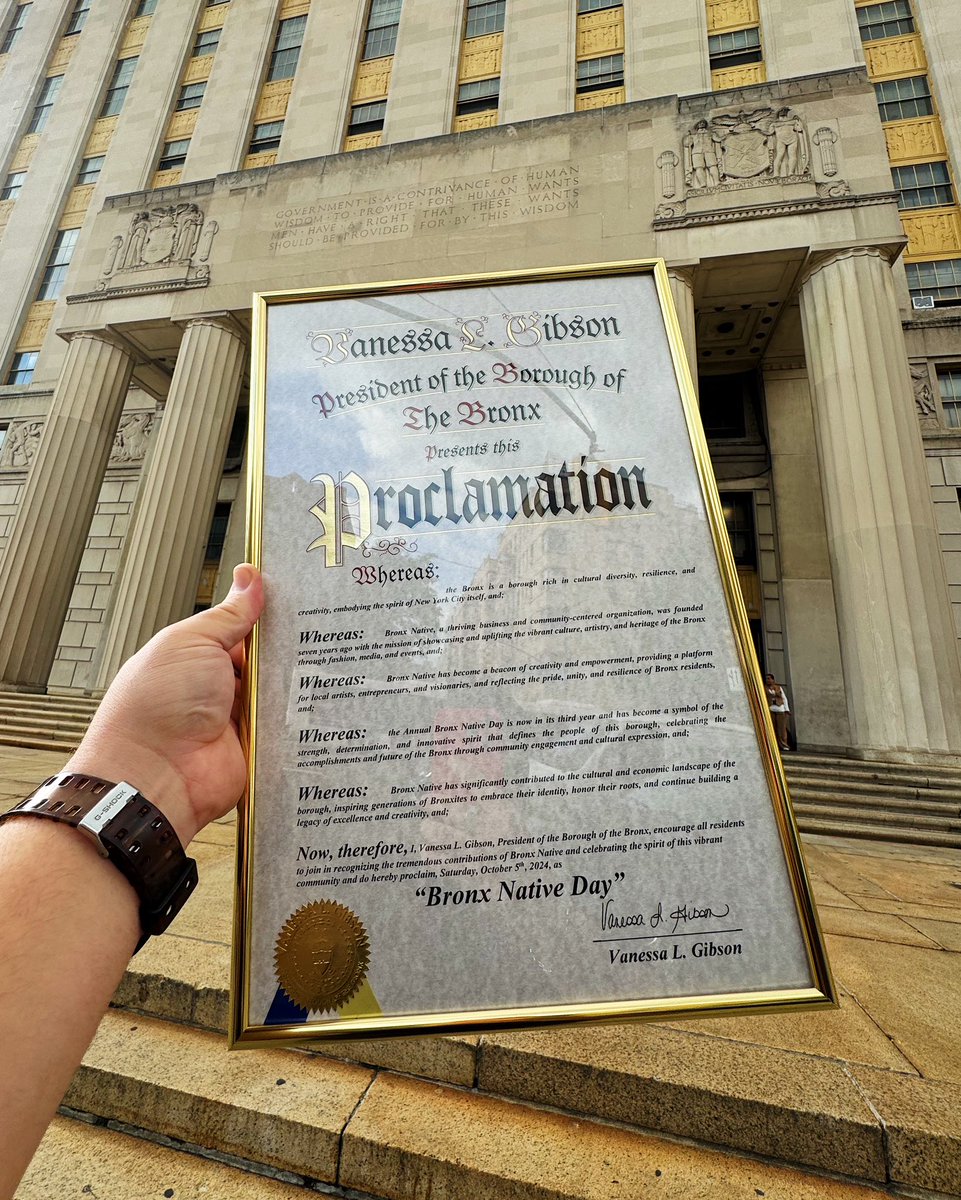 GOVERNMENT IS A CONTRIVANCE OF HUMAN
WISDOM TO PROVIDE FOR HUMAN WANTS
MEN HAVE A RIGHT THAT THESE WANTS
SHOULD BE PROVIDED FOR BY THIS WISDOM
Vanessa L. Gibson
President of the Borough of
The Bronx
Presents this
Proclamation
Whereas:
the Bronx is a borough rich in cultural diversity, resilience, and
creativity, embodying the spirit of New York City itself, and;
Whereas: Bronx Native, a thriving business and community-centered organization, was founded
seven years ago with the mission of showcasing and uplifting the vibrant culture, artistry, and heritage of the Bronx
through fashion, media, and events, and;
Whereas: Bronx Native has become a beacon of creativity and empowerment, providing a platform
for local artists, entrepreneurs, and visionaries, and reflecting the pride, unity, and resilience of Bronx residents,
and;
Whereas: the Annual Bronx Native Day is now in its third year and has become a symbol of the
strength, determination, and innovative spirit that defines the people of this borough, celebrating the
accomplishments and future of the Bronx through community engagement and cultural expression, and;
Whereas: Bronx Native has significantly contributed to the cultural and economic landscape of the
borough, inspiring generations of Bronxites to embrace their identity, honor their roots, and continue building a
legacy of excellence and creativity, and;
Now, therefore, I, Vanessa L. Gibson, President of the Borough of the Bronx, encourage all residents
to join in recognizing the tremendous contributions of Bronx Native and celebrating the spirit of this vibrant
community and do hereby proclaim, Saturday, October 5th, 2024, as
“Bronx Native Day”
Vanessa L. Gibson
Vanessa L. Gibson
G-SHOCK